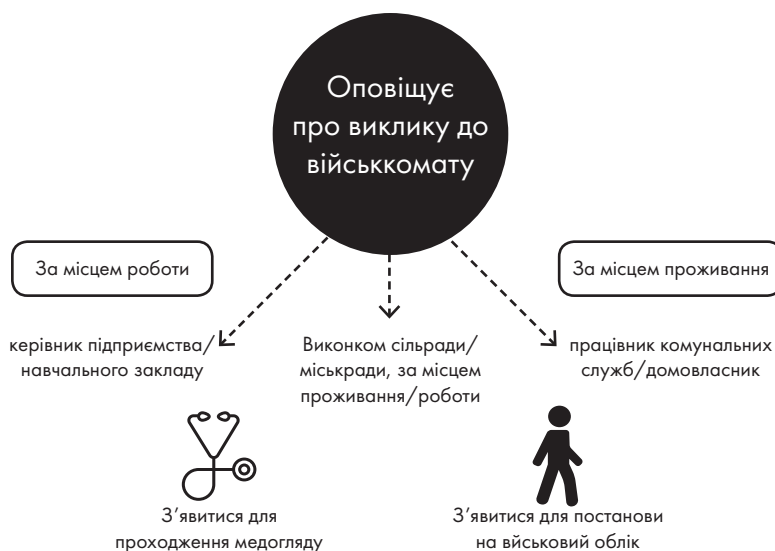 Оповіщує
про виклику до
військкомату
За місцем роботи
За місцем проживання
керівник підприємства/
навчального закладу
Виконком сільради/
міськради, за місцем
проживання/роботи
працівник комунальних
служб/домовласник
З’явитися для
проходження медогляду
З’явитися для постанови
на вйсьовий облік